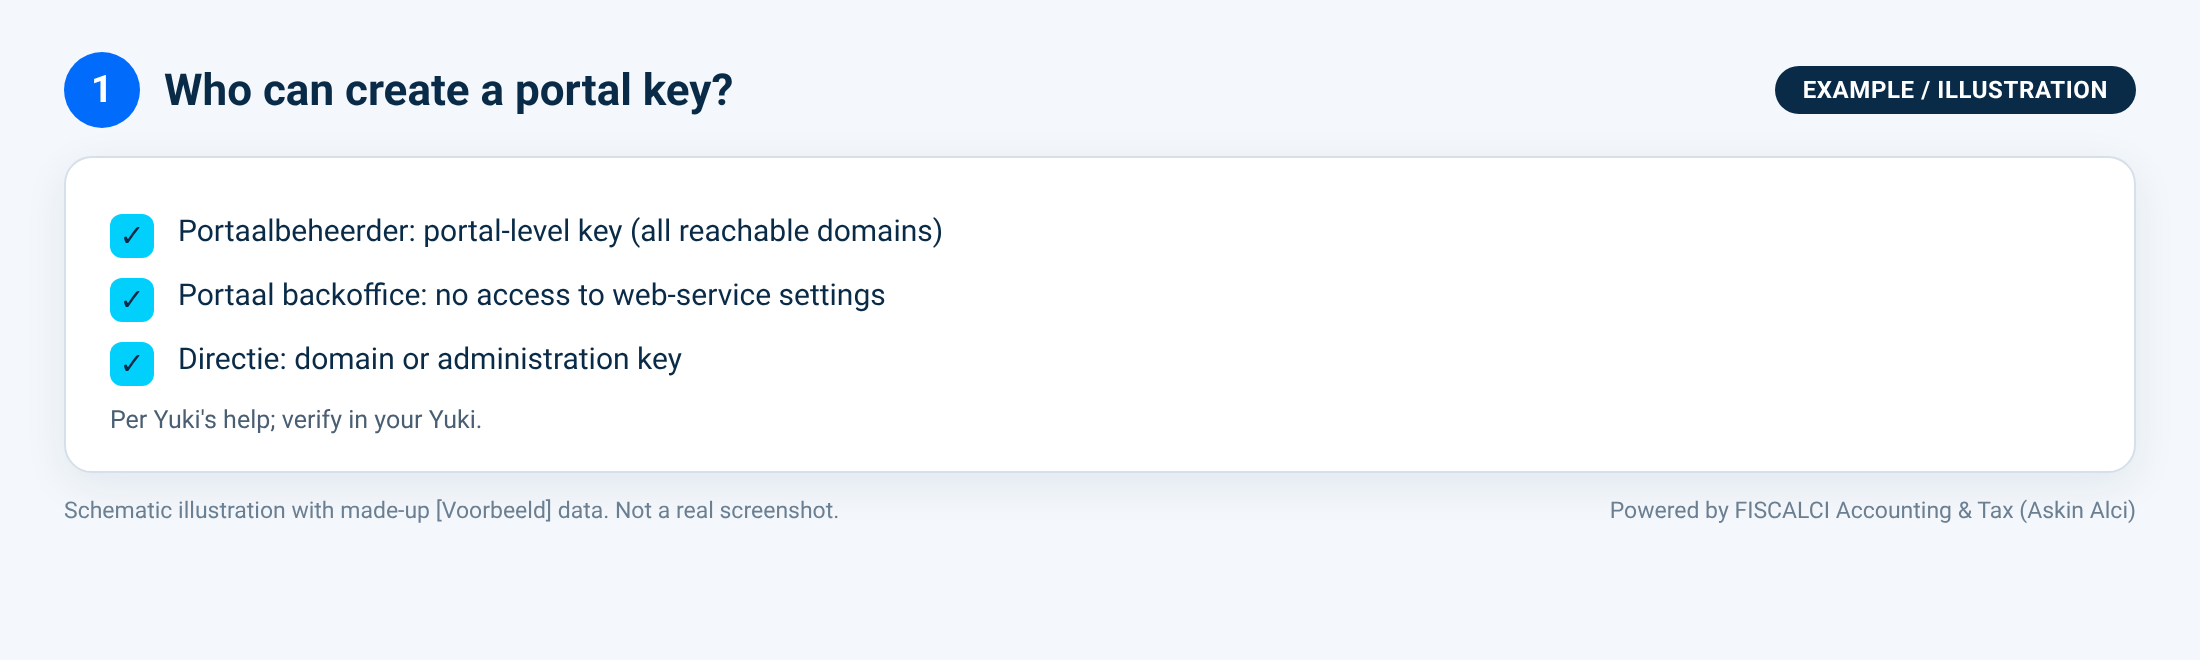 1
Who can create a portal key?
EXAMPLE / ILLUSTRATION
✓ Portaalbeheerder: portal-level key (all reachable domains)
✓ Portaal backoffice: no access to web-service settings
✓ Directie: domain or administration key
Per Yuki's help; verify in your Yuki.
Schematic illustration with made-up [Voorbeeld] data. Not a real screenshot.
Powered by FISCALCI Accounting & Tax (Askin Alci)